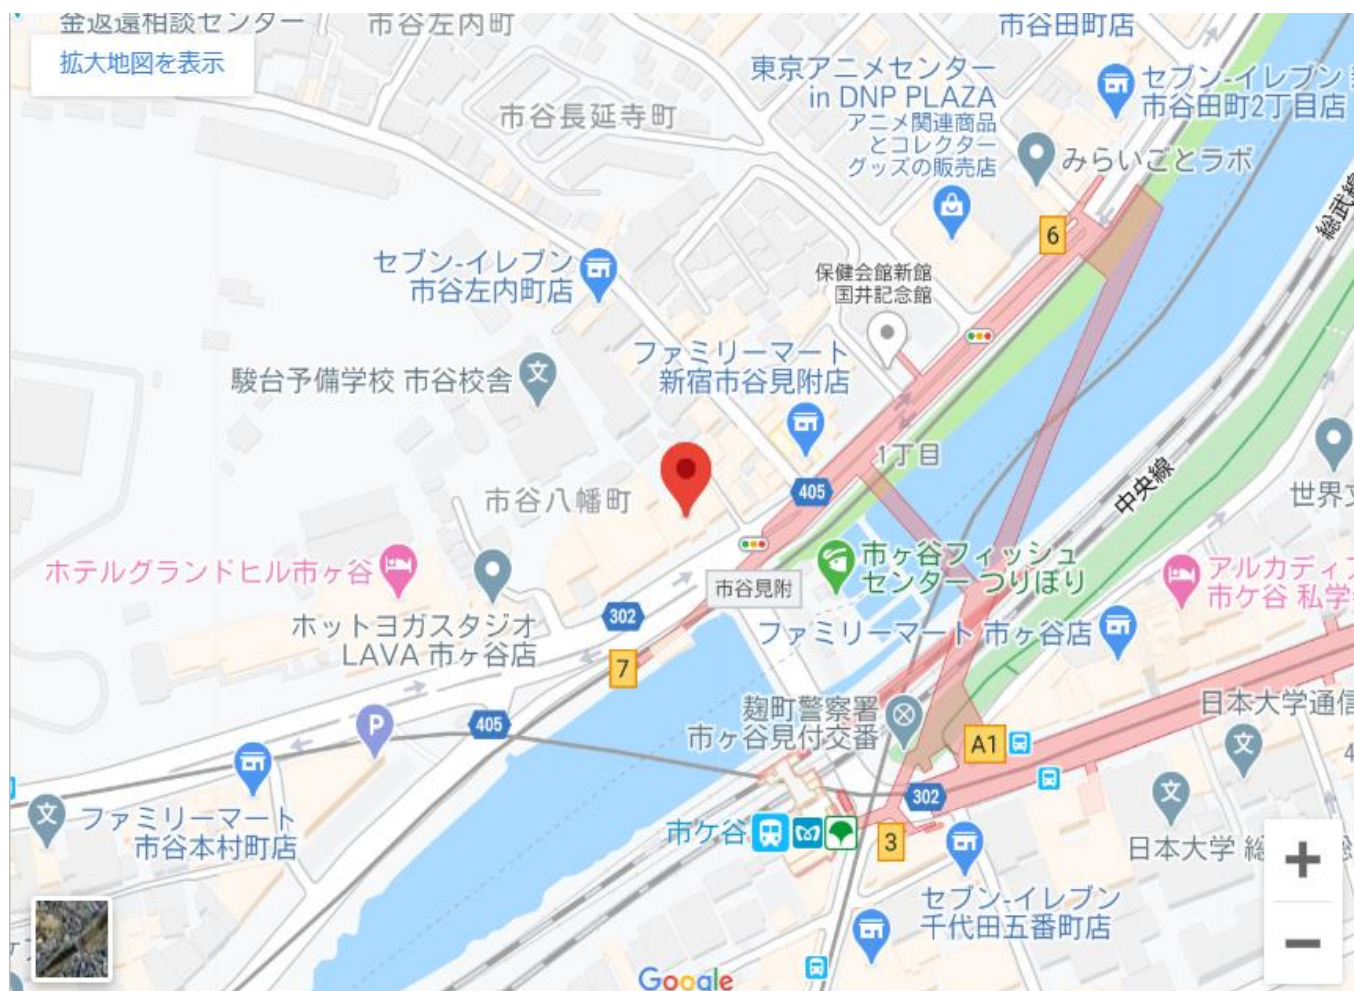 金返還相談センター
市谷左内町
市谷田町店
拡大地図を表示
東京アニメセンター
in DNP PLAZA
アニメ関連商品
とコレクター
グッズの販売店
セブン-イレブン
市谷田町2丁目店
市谷長延寺町
みらいごとラボ
総武線
6
セブン-イレブン
市谷左内町店
保健会館新館
国井記念館
ファミリーマート
新宿市谷見附店
駿台予備学校 市谷校舎
文
1丁目
405
中央線
市谷八幡町
世界文
ホテルグランドヒル市ヶ谷
市ヶ谷フィッシュ
センター つりぼり
アルカディア
市ケ谷 私学
市谷見附
302
ホットヨガスタジオ
LAVA 市ヶ谷店
ファミリーマート 市ヶ谷店
7
麹町警察署
市ヶ谷見付交番
日本大学通信
文
A1
P
405
302
文
文
ファミリーマート
市谷本村町店
市ケ谷
3
日本大学
セブン-イレブン
千代田五番町店
+
−
Google